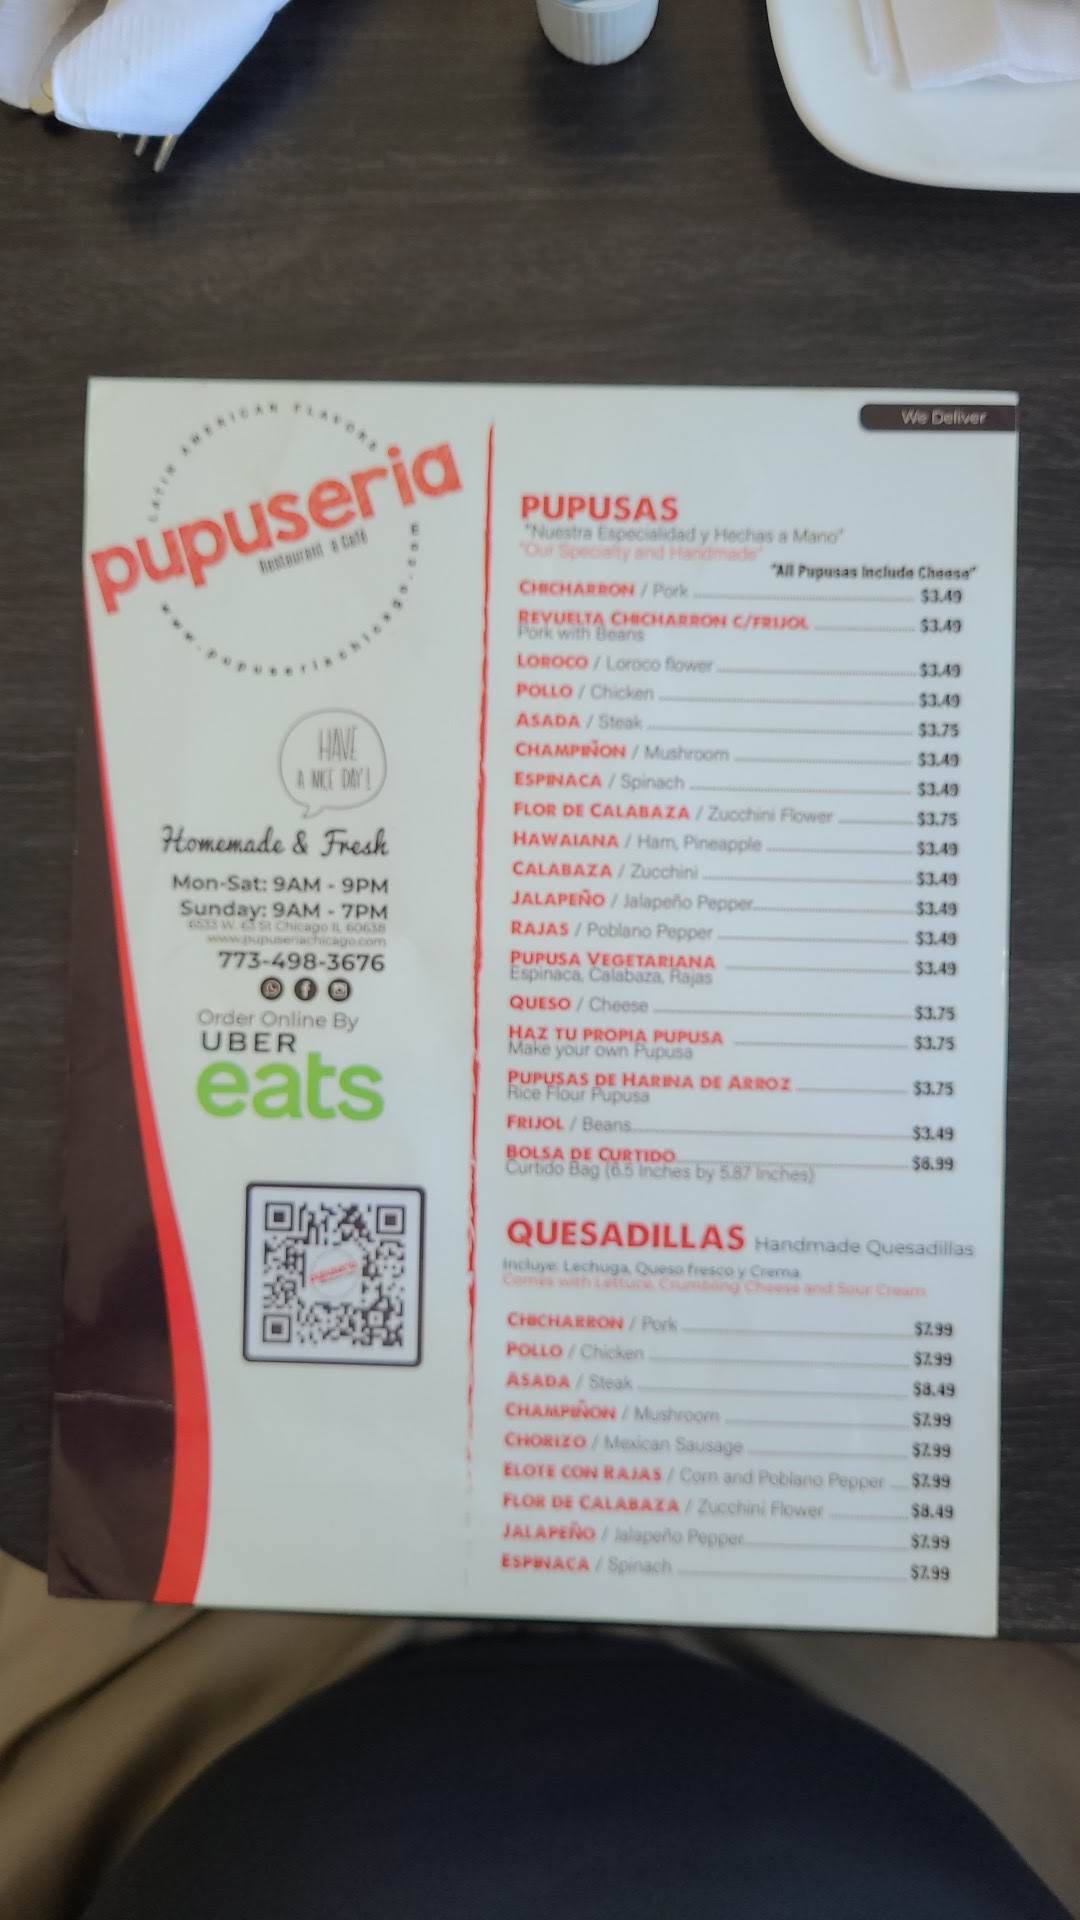 LATIN AMERICAN FLAVORS
pupuseria
Restaurant & Café
www.pupuseriachicago.com
HAVE
A NICE DAY!
Homemade & Fresh
Mon-Sat: 9AM - 9PM
Sunday: 9AM - 7PM
6533 W. 63 St Chicago IL 60638
www.pupuseriachicago.com
773-498-3676
Order Online By
UBER
eats
pupuseria
We Deliver
PUPUSAS
"Nuestra Especialidad y Hechas a Mano"
"Our Specialty and Handmade"
"All Pupusas Include Cheese"
CHICHARRON / Pork $3.49
REVUELTA CHICHARRON C/FRIJOL $3.49
Pork with Beans
LOROCO / Loroco flower $3.49
POLLO / Chicken $3.49
ASADA / Steak $3.75
CHAMPIÑON / Mushroom $3.49
ESPINACA / Spinach $3.49
FLOR DE CALABAZA / Zucchini Flower $3.75
HAWAIANA / Ham, Pineapple $3.49
CALABAZA / Zucchini $3.49
JALAPEÑO / Jalapeño Pepper $3.49
RAJAS / Poblano Pepper $3.49
PUPUSA VEGETARIANA $3.49
Espinaca, Calabaza, Rajas
QUESO / Cheese $3.75
HAZ TU PROPIA PUPUSA $3.75
Make your own Pupusa
PUPUSAS DE HARINA DE ARROZ $3.75
Rice Flour Pupusa
FRIJOL / Beans $3.49
BOLSA DE CURTIDO $6.99
Curtido Bag (6.5 Inches by 5.87 Inches)
QUESADILLAS Handmade Quesadillas
Incluye: Lechuga, Queso fresco y Crema
Comes with Lettuce, Crumbling Cheese and Sour Cream
CHICHARRON / Pork $7.99
POLLO / Chicken $7.99
ASADA / Steak $8.49
CHAMPIÑON / Mushroom $7.99
CHORIZO / Mexican Sausage $7.99
ELOTE CON RAJAS / Corn and Poblano Pepper $7.99
FLOR DE CALABAZA / Zucchini Flower $8.49
JALAPEÑO / Jalapeño Pepper $7.99
ESPINACA / Spinach $7.99